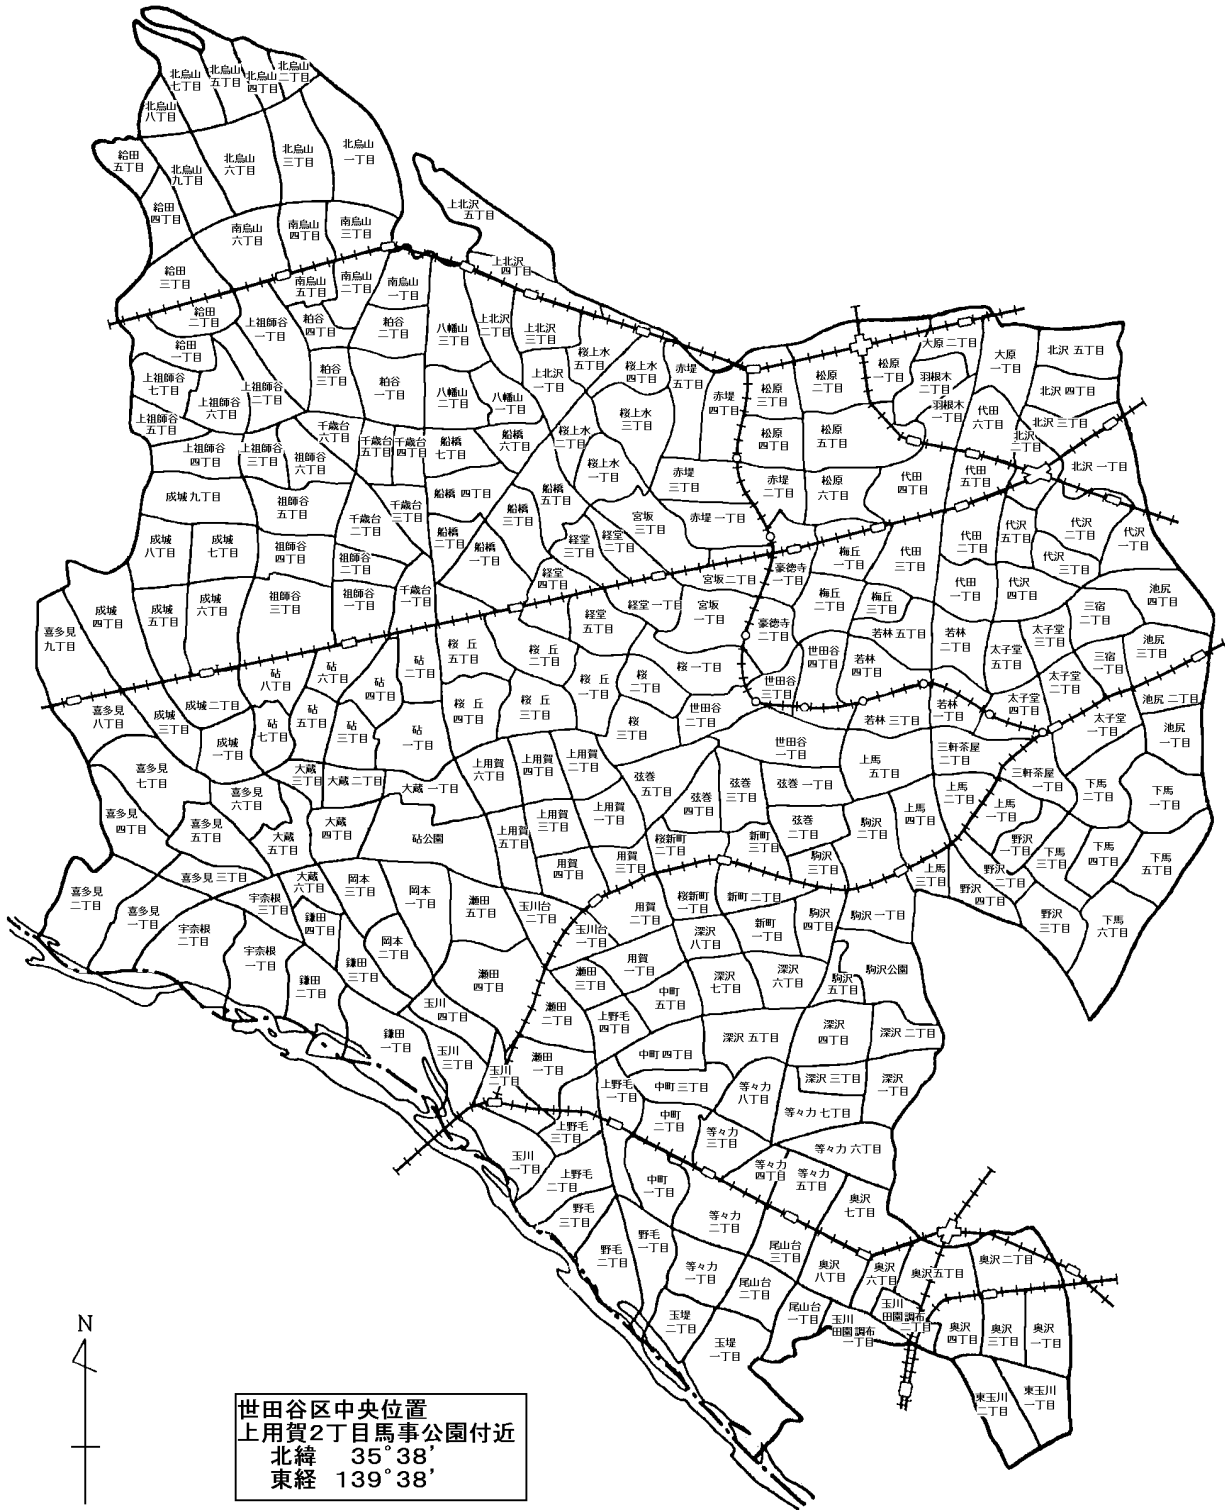 北烏山
七丁目
北烏山
五丁目
北烏山
四丁目
北烏山
二丁目
北烏山
八丁目
給田
五丁目
北烏山
九丁目
北烏山
六丁目
北烏山
三丁目
北烏山
一丁目
給田
四丁目
南烏山
六丁目
南烏山
四丁目
南烏山
三丁目
上北沢
五丁目
給田
三丁目
南烏山
五丁目
南烏山
二丁目
南烏山
一丁目
上北沢
四丁目
給田
二丁目
上祖師谷
一丁目
粕谷
四丁目
粕谷
二丁目
八幡山
三丁目
上北沢
二丁目
上北沢
三丁目
給田
一丁目
上祖師谷
七丁目
上祖師谷
六丁目
上祖師谷
二丁目
粕谷
三丁目
粕谷
一丁目
八幡山
二丁目
八幡山
一丁目
上北沢
一丁目
桜上水
五丁目
桜上水
四丁目
赤堤
五丁目
赤堤
四丁目
松原
三丁目
松原
二丁目
松原
一丁目
大原 二丁目
大原
一丁目
北沢 五丁目
羽根木
二丁目
羽根木
一丁目
代田
六丁目
北沢 四丁目
北沢 三丁目
北沢
二丁目
北沢 一丁目
上祖師谷
五丁目
上祖師谷
四丁目
上祖師谷
三丁目
祖師谷
六丁目
千歳台
六丁目
千歳台
五丁目
千歳台
四丁目
船橋
七丁目
船橋
六丁目
桜上水
二丁目
桜上水
三丁目
桜上水
一丁目
松原
四丁目
松原
五丁目
赤堤
三丁目
赤堤
二丁目
松原
六丁目
代田
四丁目
代田
五丁目
成城 九丁目
祖師谷
五丁目
千歳台
三丁目
千歳台
二丁目
船橋 四丁目
船橋
五丁目
船橋
三丁目
船橋
二丁目
船橋
一丁目
宮坂
三丁目
赤堤 一丁目
経堂
三丁目
経堂
二丁目
経堂
四丁目
宮坂 二丁目
豪徳寺
一丁目
梅丘
一丁目
代田
三丁目
代田
二丁目
代沢
五丁目
代沢
二丁目
代沢
一丁目
代沢
三丁目
成城
八丁目
成城
七丁目
祖師谷
四丁目
祖師谷
二丁目
成城
四丁目
成城
五丁目
成城
六丁目
祖師谷
三丁目
祖師谷
一丁目
千歳台
一丁目
経堂
五丁目
経堂 一丁目
宮坂
一丁目
豪徳寺
二丁目
梅丘
二丁目
梅丘
三丁目
代田
一丁目
代沢
四丁目
池尻
四丁目
三宿
二丁目
三宿
一丁目
池尻
三丁目
池尻 二丁目
池尻
一丁目
喜多見
九丁目
喜多見
八丁目
成城
三丁目
成城 二丁目
成城
一丁目
砧
八丁目
砧
七丁目
砧
六丁目
砧
五丁目
砧
四丁目
砧
三丁目
砧
二丁目
砧
一丁目
桜 丘
五丁目
桜 丘
二丁目
桜 丘
四丁目
桜 丘
三丁目
桜 丘
一丁目
桜
二丁目
桜 一丁目
桜
三丁目
世田谷
四丁目
世田谷
三丁目
世田谷
二丁目
世田谷
一丁目
若林 五丁目
若林
四丁目
若林
二丁目
若林 三丁目
若林
一丁目
太子堂
五丁目
太子堂
三丁目
太子堂
二丁目
太子堂
四丁目
太子堂
一丁目
喜多見
七丁目
喜多見
六丁目
喜多見
四丁目
喜多見
五丁目
喜多見 三丁目
喜多見
二丁目
喜多見
一丁目
大蔵
三丁目
大蔵 二丁目
大蔵 一丁目
大蔵
四丁目
大蔵
五丁目
大蔵
六丁目
砧公園
上用賀
六丁目
上用賀
四丁目
上用賀
二丁目
上用賀
五丁目
上用賀
三丁目
上用賀
一丁目
弦巻
五丁目
弦巻
四丁目
弦巻
三丁目
弦巻 一丁目
弦巻
二丁目
上馬
五丁目
上馬
四丁目
上馬
二丁目
上馬
一丁目
上馬
三丁目
三軒茶屋
二丁目
三軒茶屋
一丁目
下馬
二丁目
下馬
一丁目
下馬
三丁目
下馬
四丁目
下馬
五丁目
下馬
六丁目
野沢
一丁目
野沢
二丁目
野沢
四丁目
野沢
三丁目
用賀
四丁目
用賀
三丁目
用賀
二丁目
用賀
一丁目
桜新町
二丁目
桜新町
一丁目
新町
三丁目
新町 二丁目
新町
一丁目
駒沢
二丁目
駒沢
三丁目
駒沢
四丁目
駒沢 一丁目
駒沢
五丁目
駒沢公園
岡本
三丁目
岡本
一丁目
岡本
二丁目
瀬田
五丁目
瀬田
四丁目
瀬田
三丁目
瀬田
二丁目
瀬田
一丁目
玉川台
二丁目
玉川台
一丁目
宇奈根
三丁目
宇奈根
二丁目
宇奈根
一丁目
鎌田
四丁目
鎌田
三丁目
鎌田
二丁目
鎌田
一丁目
玉川
四丁目
玉川
三丁目
玉川
二丁目
玉川
一丁目
深沢
八丁目
深沢
七丁目
深沢
六丁目
深沢 五丁目
深沢
四丁目
深沢 二丁目
深沢 三丁目
深沢
一丁目
中町
五丁目
中町 四丁目
中町 三丁目
中町
二丁目
中町
一丁目
上野毛
四丁目
上野毛
一丁目
上野毛
三丁目
上野毛
二丁目
野毛
三丁目
野毛
二丁目
野毛
一丁目
等々力
八丁目
等々力 七丁目
等々力 六丁目
等々力
三丁目
等々力
四丁目
等々力
五丁目
等々力
二丁目
等々力
一丁目
尾山台
三丁目
尾山台
二丁目
尾山台
一丁目
玉堤
二丁目
玉堤
一丁目
奥沢
七丁目
奥沢
八丁目
奥沢
六丁目
奥沢 五丁目
奥沢 二丁目
奥沢
四丁目
奥沢
三丁目
奥沢
一丁目
玉川
田園調布
二丁目
玉川
田園調布
一丁目
東玉川
二丁目
東玉川
一丁目
N
世田谷区中央位置
上用賀2丁目馬事公園付近
北緯 35°38'
東経 139°38'